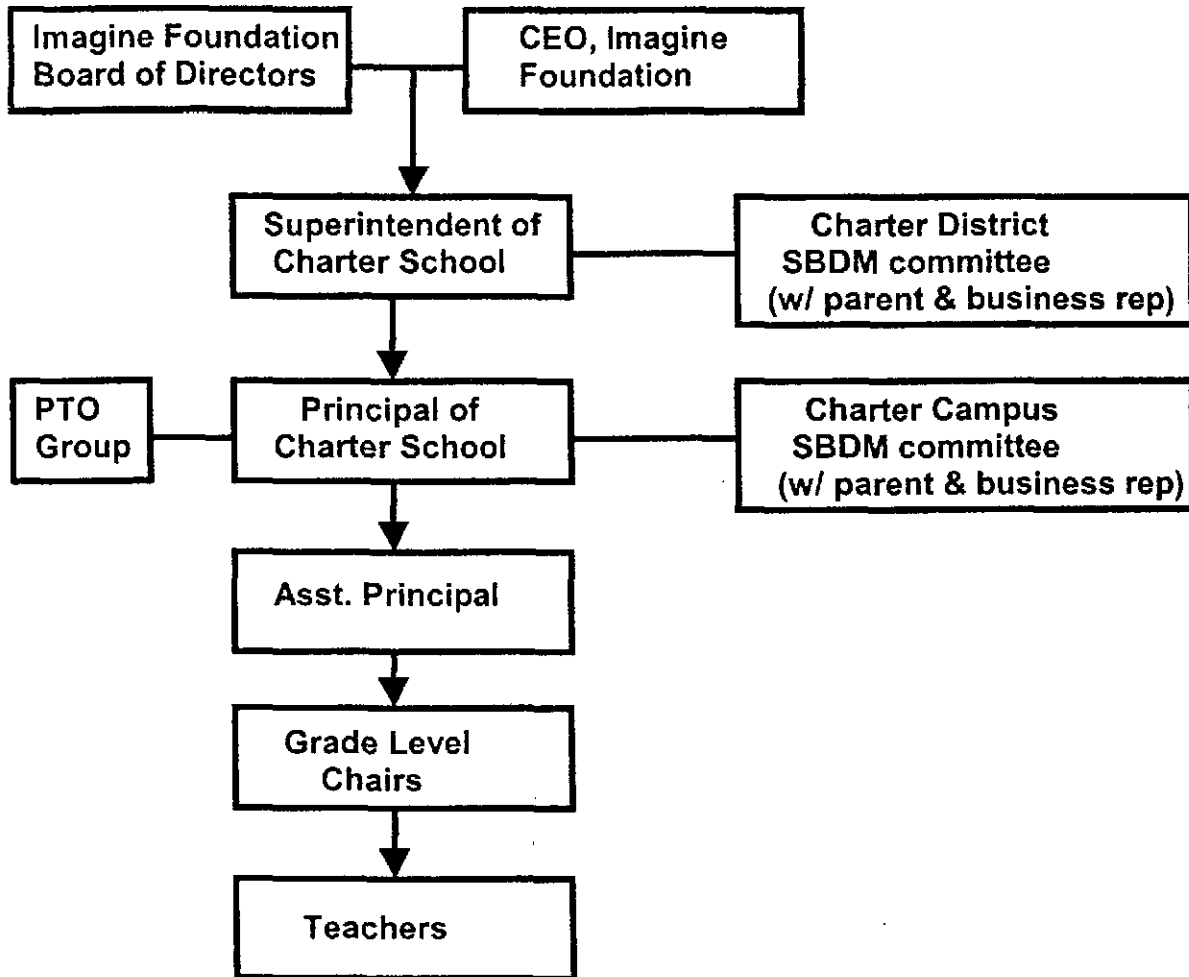 Imagine Foundation
Board of Directors
CEO, Imagine
Foundation
Superintendent of
Charter School
Charter District
SBDM committee
(w/ parent & business rep)
PTO
Group
Principal of
Charter School
Charter Campus
SBDM committee
(w/ parent & business rep)
Asst. Principal
Grade Level
Chairs
Teachers